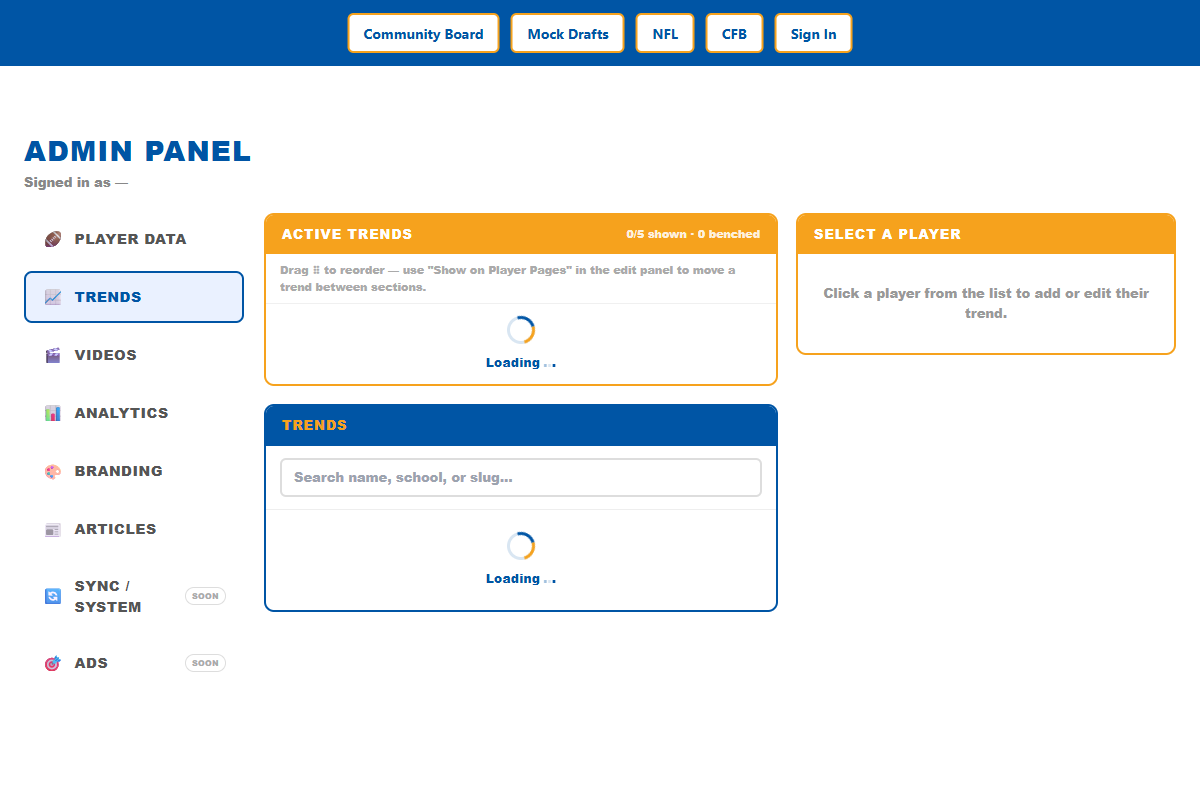 Community Board
Mock Drafts
NFL
CFB
Sign In
ADMIN PANEL
Signed in as —
PLAYER DATA
TRENDS
VIDEOS
ANALYTICS
BRANDING
ARTICLES
SYNC /
SYSTEM
SOON
ADS
SOON
ACTIVE TRENDS
0/5 shown · 0 benched
Drag ⠿ to reorder — use "Show on Player Pages" in the edit panel to move a
trend between sections.
Loading...
TRENDS
Search name, school, or slug...
Loading...
SELECT A PLAYER
Click a player from the list to add or edit their
trend.